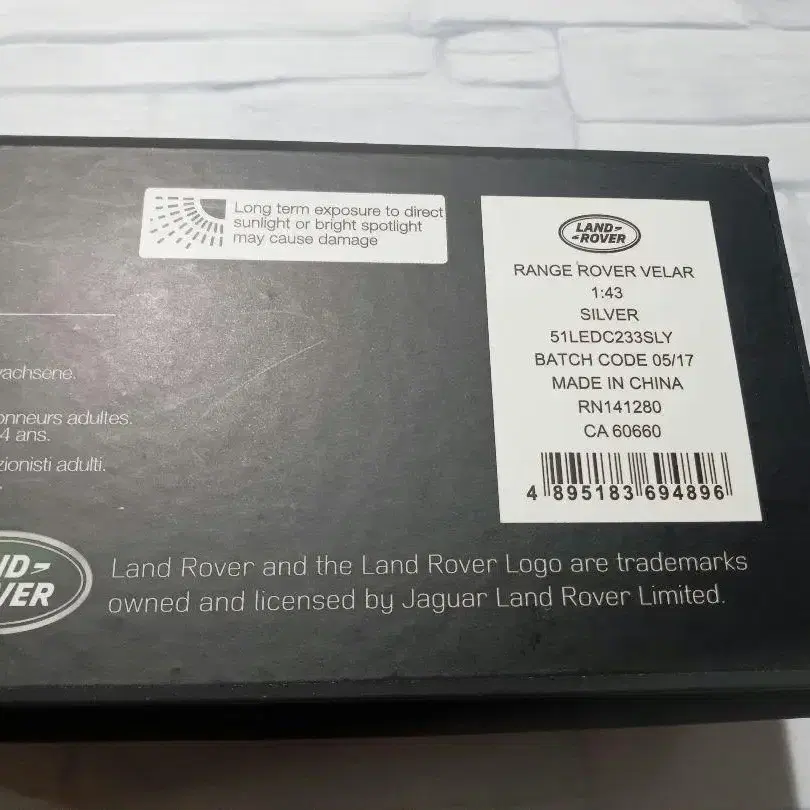 Long term exposure to direct
sunlight or bright spotlight
may cause damage
LAND-
-ROVER
RANGE ROVER VELAR
1:43
SILVER
51LEDC233SLY
BATCH CODE 05/17
MADE IN CHINA
RN141280
CA 60660
4 895183 694896
achsene.
onneurs adultes.
4 ans.
zionisti adulti.
ND-
VER
Land Rover and the Land Rover Logo are trademarks
owned and licensed by Jaguar Land Rover Limited.